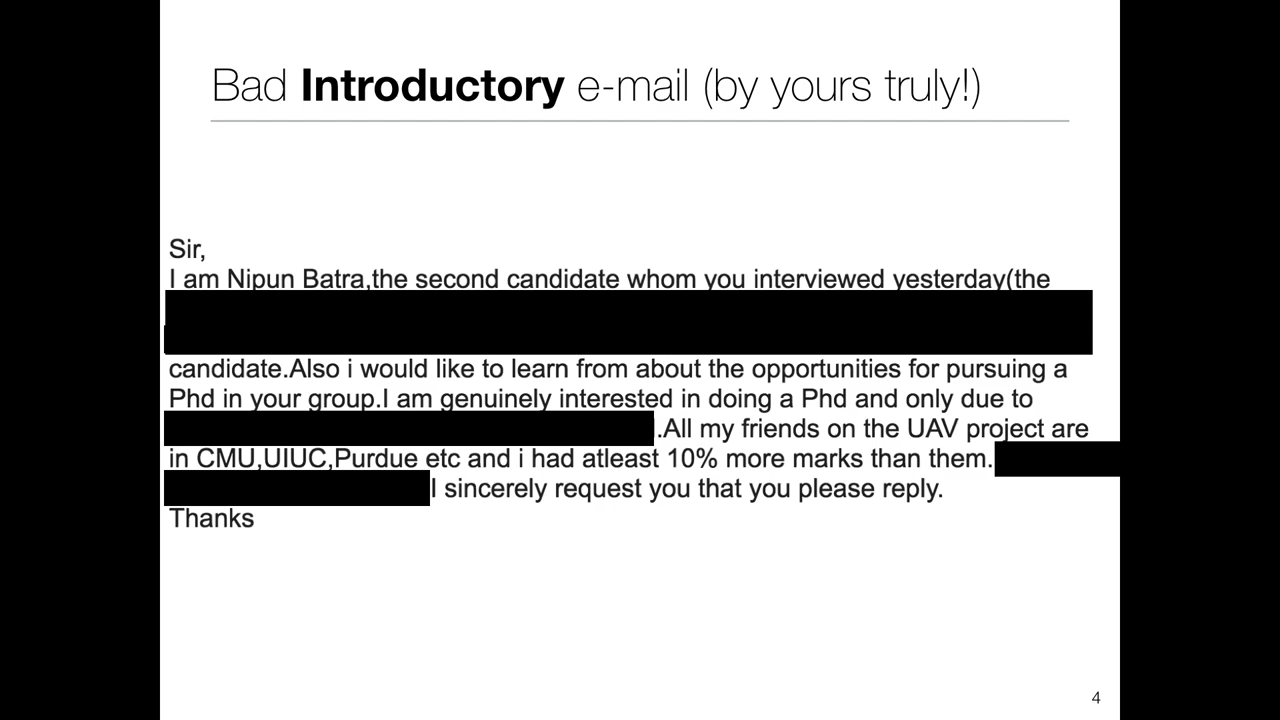 Bad Introductory e-mail (by yours truly!)
Sir,
I am Nipun Batra,the second candidate whom you interviewed yesterday(the
candidate.Also i would like to learn from about the opportunities for pursuing a
Phd in your group.I am genuinely interested in doing a Phd and only due to
.All my friends on the UAV project are
in CMU,UIUC,Purdue etc and i had atleast 10% more marks than them.
I sincerely request you that you please reply.
Thanks
4